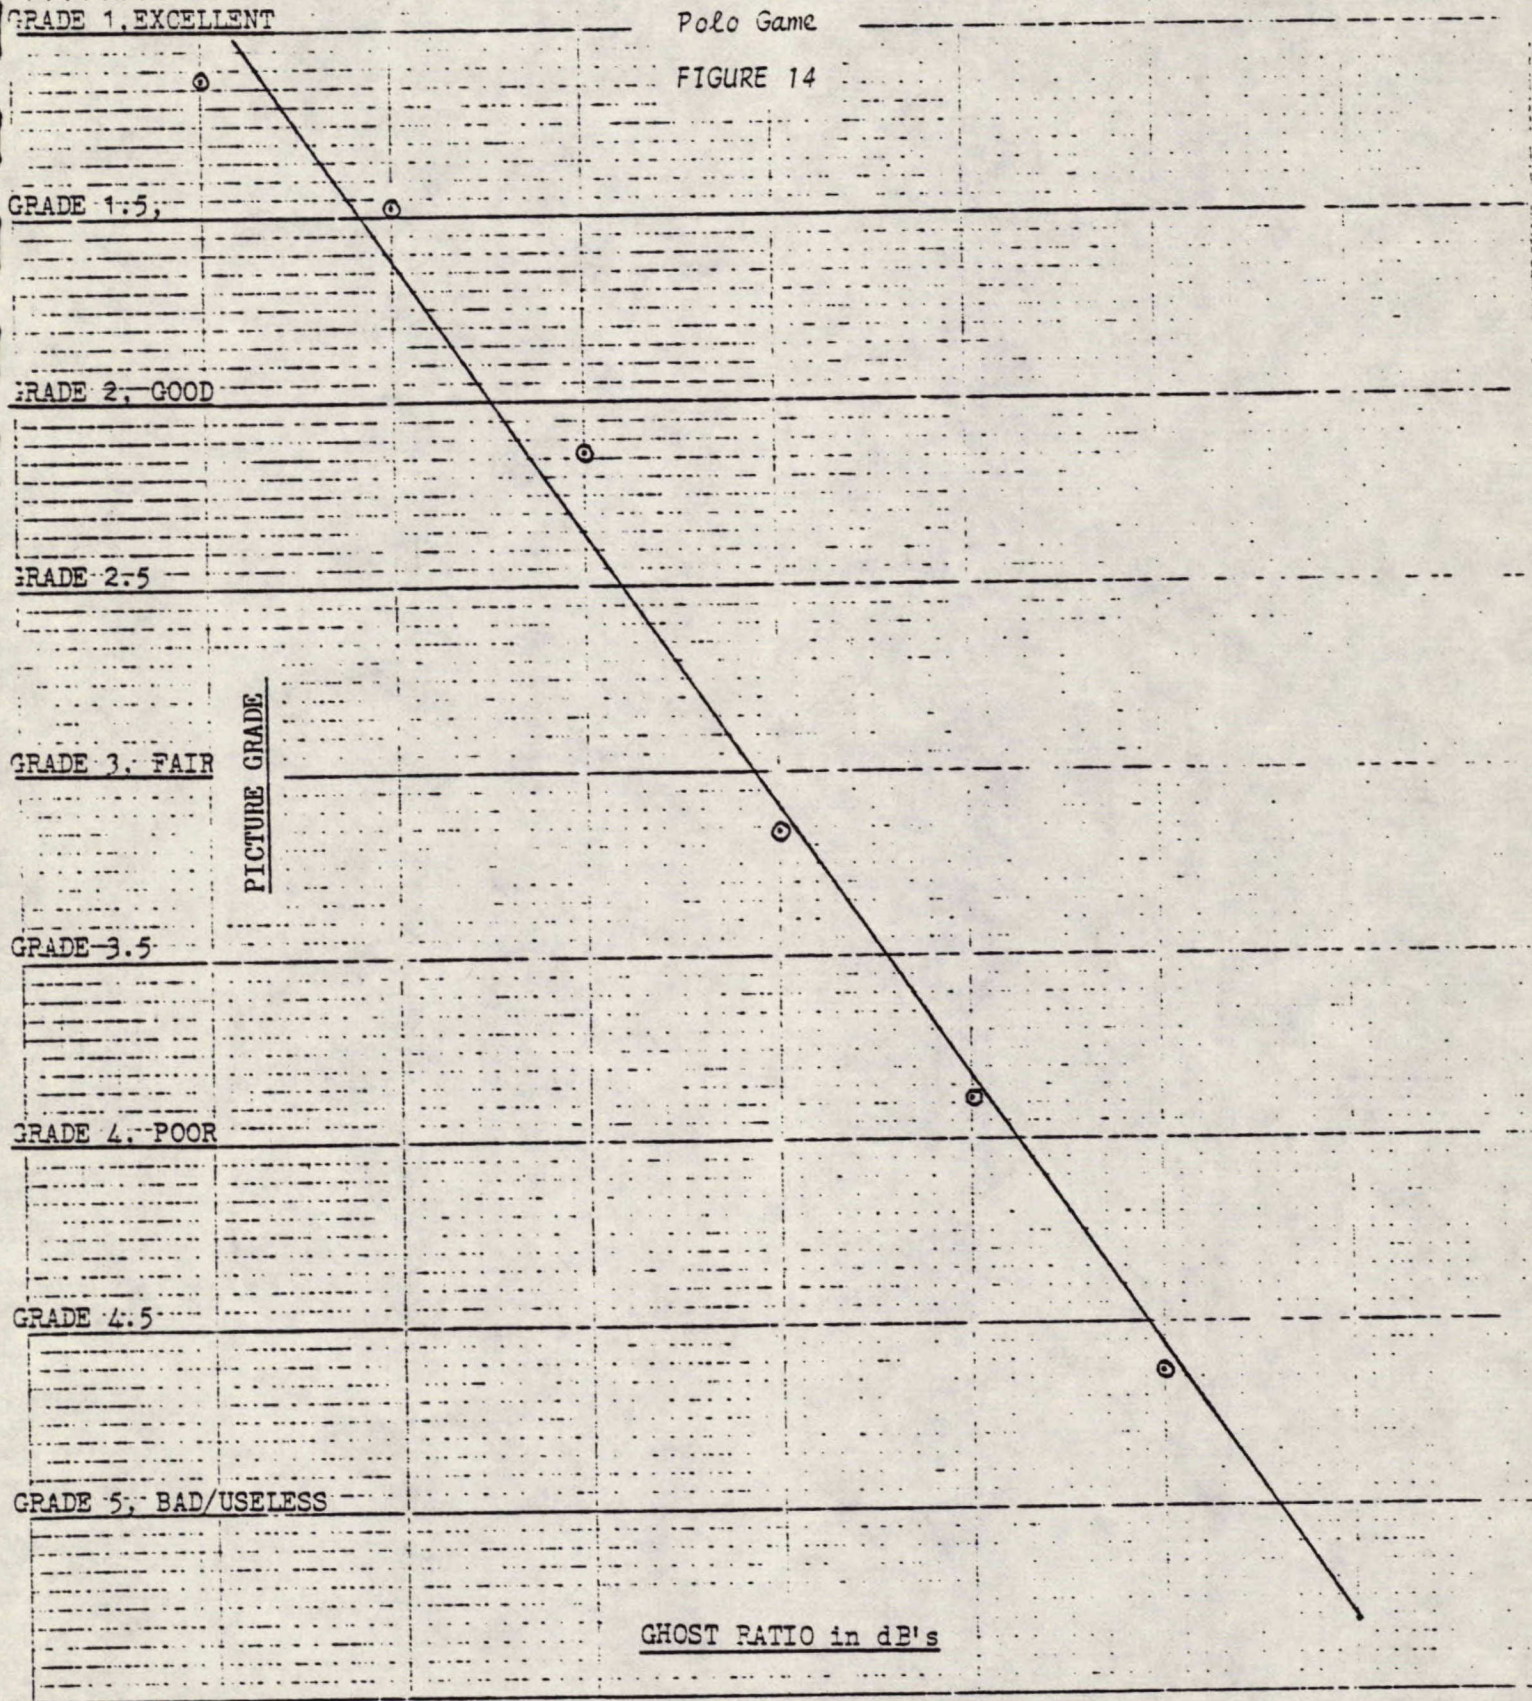 GRADE 1, EXCELLENT
Polo Game
FIGURE 14
GRADE 1.5,
GRADE 2, GOOD
GRADE 2.5
GRADE 3, FAIR
PICTURE GRADE
GRADE 3.5
GRADE 4, POOR
GRADE 4.5
GRADE 5, BAD/USELESS
GHOST RATIO in dB's